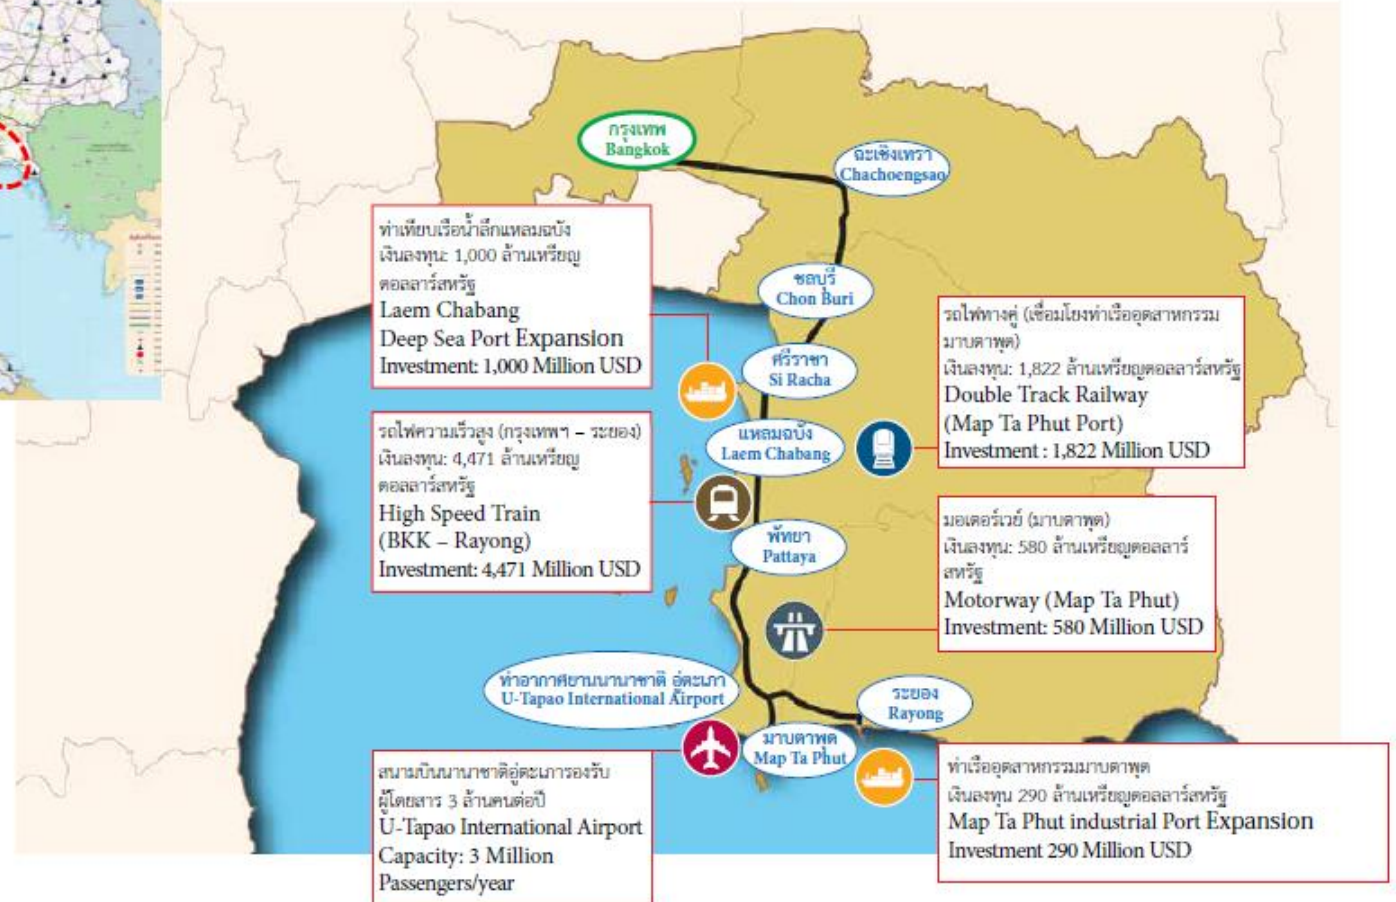 กรุงเทพ
Bangkok
ฉะเชิงเทรา
Chachoengsao
ท่าเทียบเรือน้ำลึกแหลมฉบัง
เงินลงทุน: 1,000 ล้านเหรียญ
ดอลลาร์สหรัฐ
Laem Chabang
Deep Sea Port Expansion
Investment: 1,000 Million USD
ชลบุรี
Chon Buri
ศรีราชา
Si Racha
รถไฟทางคู่ (เชื่อมโยงท่าเรืออุตสาหกรรม
มาบตาพุด)
เงินลงทุน: 1,822 ล้านเหรียญดอลลาร์สหรัฐ
Double Track Railway
(Map Ta Phut Port)
Investment : 1,822 Million USD
รถไฟความเร็วสูง (กรุงเทพฯ – ระยอง)
เงินลงทุน: 4,471 ล้านเหรียญ
ดอลลาร์สหรัฐ
High Speed Train
(BKK – Rayong)
Investment: 4,471 Million USD
แหลมฉบัง
Laem Chabang
พัทยา
Pattaya
มอเตอร์เวย์ (มาบตาพุด)
เงินลงทุน: 580 ล้านเหรียญดอลลาร์
สหรัฐ
Motorway (Map Ta Phut)
Investment: 580 Million USD
ท่าอากาศยานนานาชาติ อู่ตะเภา
U-Tapao International Airport
ระยอง
Rayong
มาบตาพุด
Map Ta Phut
สนามบินนานาชาติอู่ตะเภารองรับ
ผู้โดยสาร 3 ล้านคนต่อปี
U-Tapao International Airport
Capacity: 3 Million
Passengers/year
ท่าเรืออุตสาหกรรมมาบตาพุด
เงินลงทุน 290 ล้านเหรียญดอลลาร์สหรัฐ
Map Ta Phut industrial Port Expansion
Investment 290 Million USD